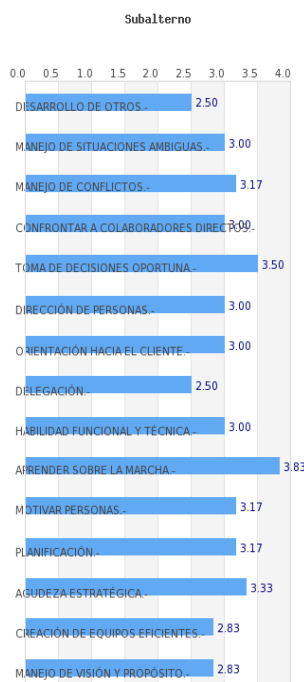 Subalterno
0.0 0.5 1.0 1.5 2.0 2.5 3.0 3.5 4.0
DESARROLLO DE OTROS.- 2.50
MANEJO DE SITUACIONES AMBIGUAS.- 3.00
MANEJO DE CONFLICTOS.- 3.17
CONFRONTAR A COLABORADORES DIRECTOS.- 3.00
TOMA DE DECISIONES OPORTUNA.- 3.50
DIRECCIÓN DE PERSONAS.- 3.00
ORIENTACIÓN HACIA EL CLIENTE.- 3.00
DELEGACIÓN.- 2.50
HABILIDAD FUNCIONAL Y TÉCNICA.- 3.00
APRENDER SOBRE LA MARCHA.- 3.83
MOTIVAR PERSONAS.- 3.17
PLANIFICACIÓN.- 3.17
AGUDEZA ESTRATÉGICA.- 3.33
CREACIÓN DE EQUIPOS EFICIENTES.- 2.83
MANEJO DE VISIÓN Y PROPÓSITO.- 2.83